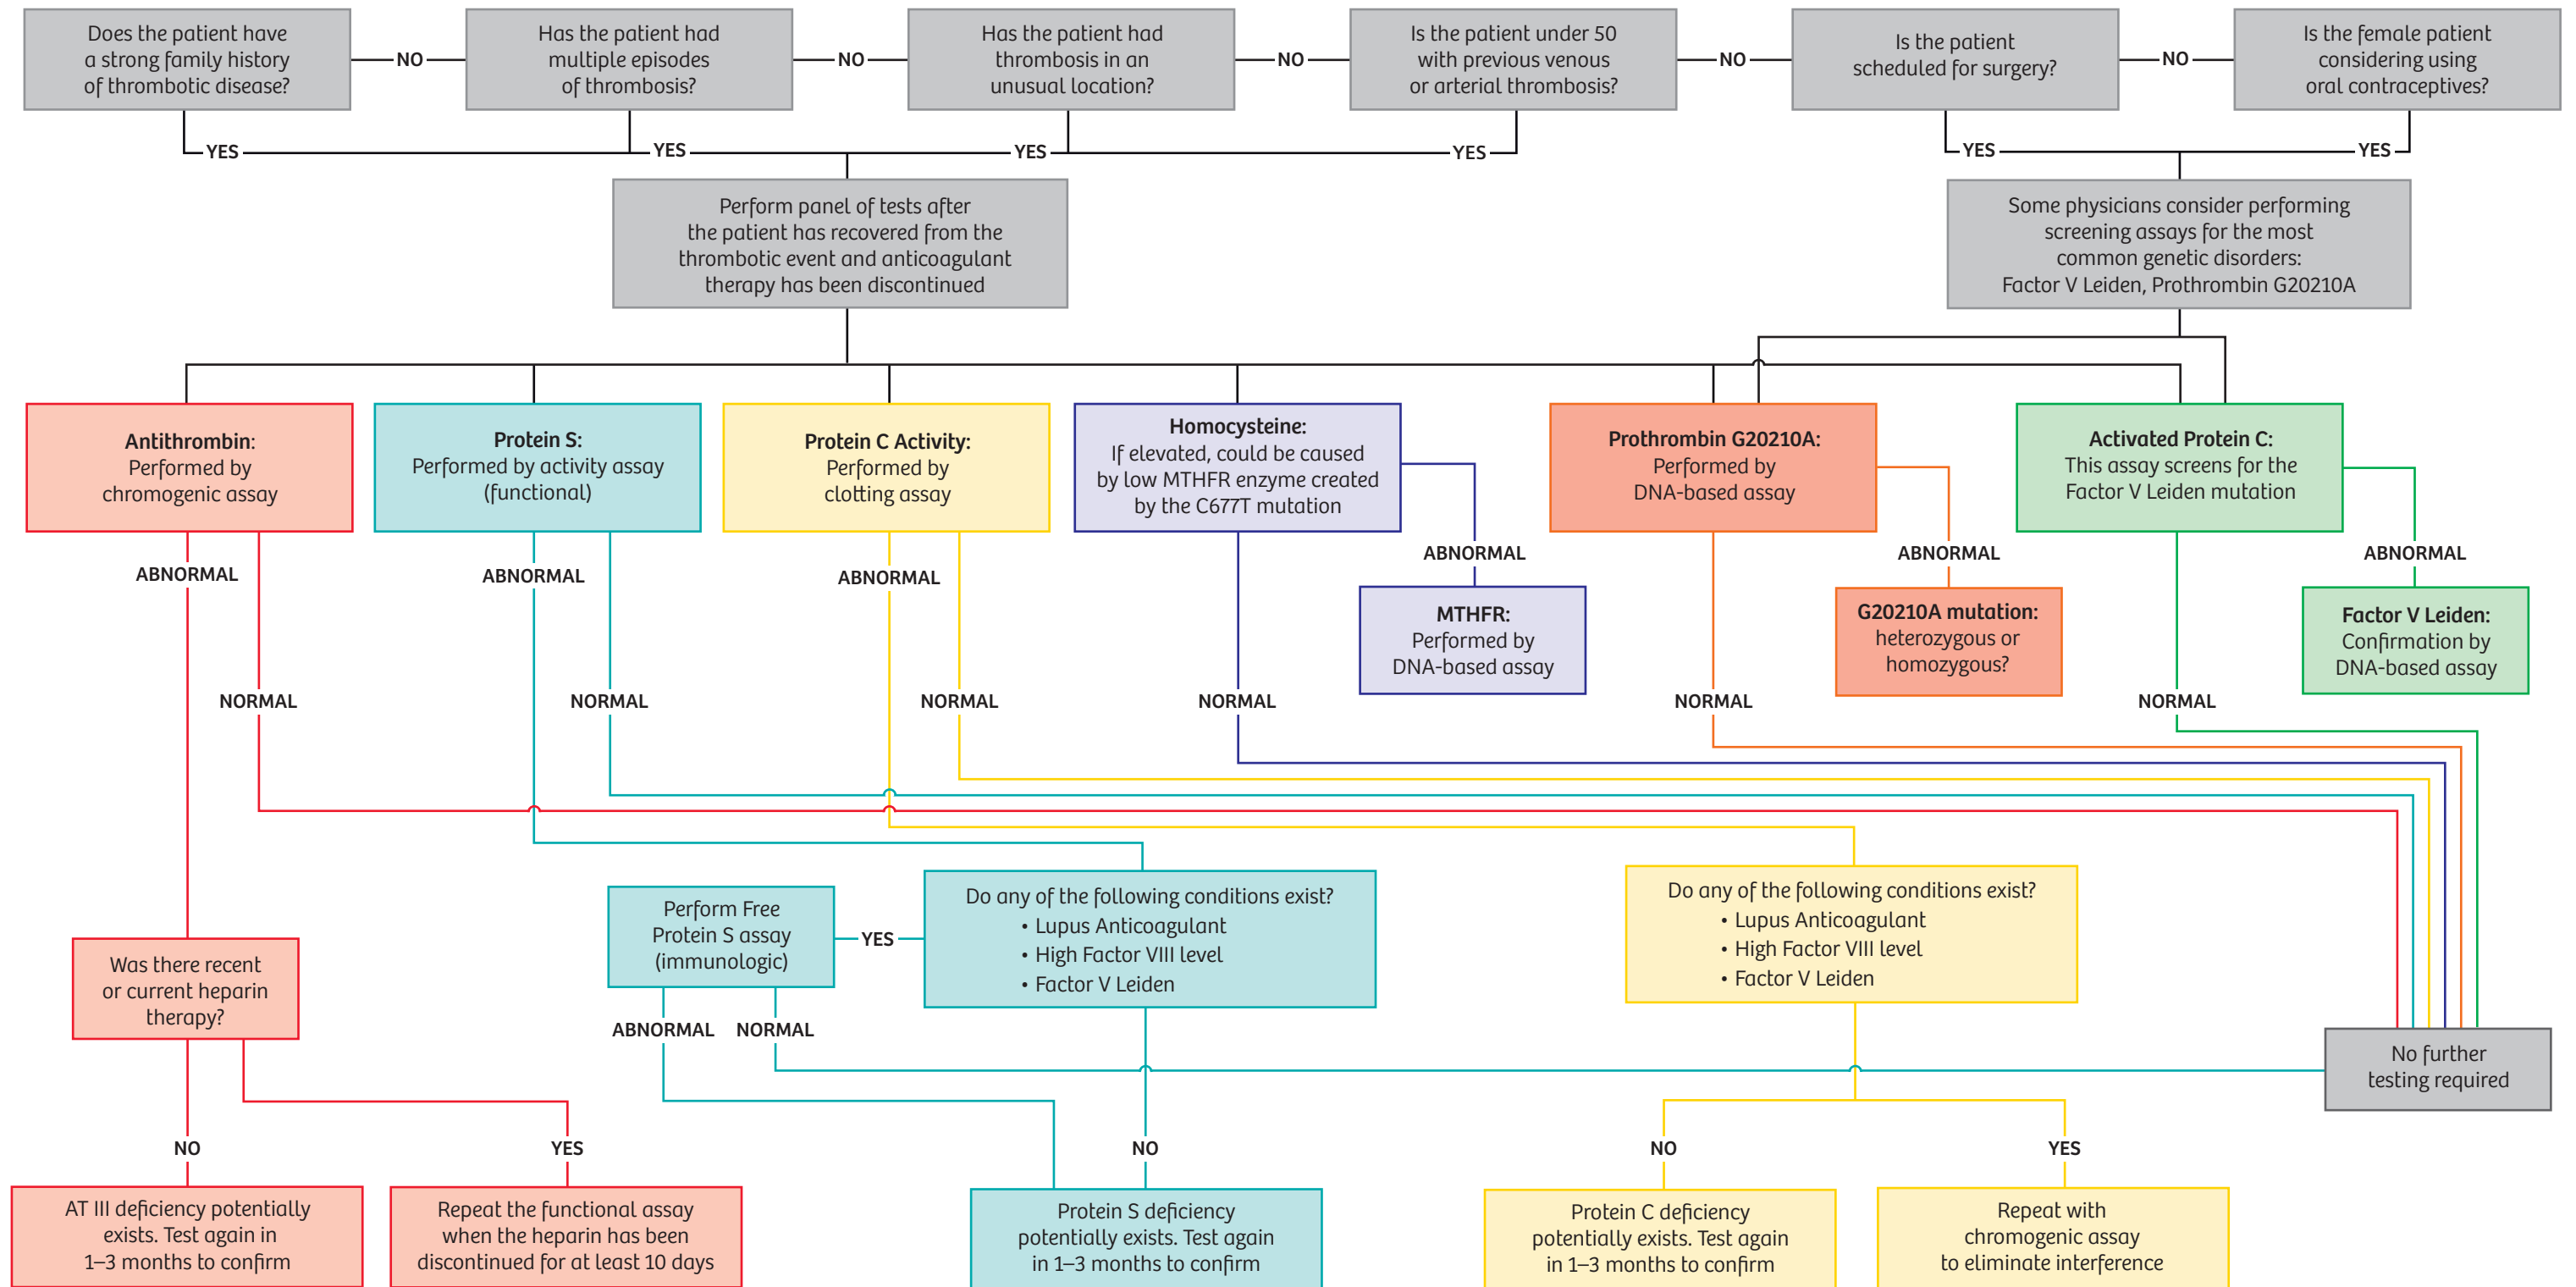 Does the patient have
a strong family history
of thrombotic disease?
NO
Has the patient had
multiple episodes
of thrombosis?
NO
Has the patient had
thrombosis in an
unusual location?
NO
Is the patient under 50
with previous venous
or arterial thrombosis?
NO
Is the patient
scheduled for surgery?
NO
Is the female patient
considering using
oral contraceptives?
YES
YES
YES
YES
YES
YES
Perform panel of tests after
the patient has recovered from the
thrombotic event and anticoagulant
therapy has been discontinued
Some physicians consider performing
screening assays for the most
common genetic disorders:
Factor V Leiden, Prothrombin G20210A
Antithrombin:
Performed by
chromogenic assay
Protein S:
Performed by activity assay
(functional)
Protein C Activity:
Performed by
clotting assay
Homocysteine:
If elevated, could be caused
by low MTHFR enzyme created
by the C677T mutation
Prothrombin G20210A:
Performed by
DNA-based assay
Activated Protein C:
This assay screens for the
Factor V Leiden mutation
ABNORMAL
ABNORMAL
ABNORMAL
ABNORMAL
ABNORMAL
ABNORMAL
MTHFR:
Performed by
DNA-based assay
G20210A mutation:
heterozygous or
homozygous?
Factor V Leiden:
Confirmation by
DNA-based assay
NORMAL
NORMAL
NORMAL
NORMAL
NORMAL
NORMAL
Was there recent
or current heparin
therapy?
Perform Free
Protein S assay
(immunologic)
YES
Do any of the following conditions exist?
• Lupus Anticoagulant
• High Factor VIII level
• Factor V Leiden
Do any of the following conditions exist?
• Lupus Anticoagulant
• High Factor VIII level
• Factor V Leiden
ABNORMAL
NORMAL
No further
testing required
NO
YES
NO
NO
YES
AT III deficiency potentially
exists. Test again in
1–3 months to confirm
Repeat the functional assay
when the heparin has been
discontinued for at least 10 days
Protein S deficiency
potentially exists. Test again
in 1–3 months to confirm
Protein C deficiency
potentially exists. Test again
in 1–3 months to confirm
Repeat with
chromogenic assay
to eliminate interference